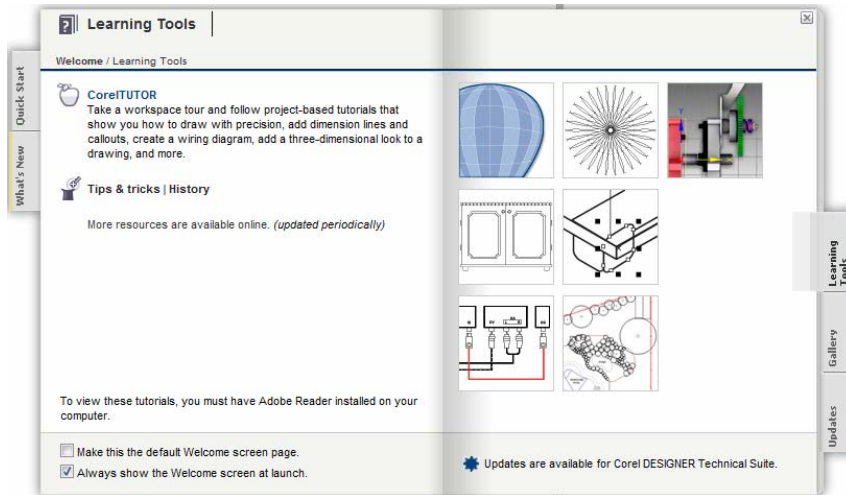 Learning Tools
Welcome / Learning Tools
Quick Start
What's New
CorelTUTOR
Take a workspace tour and follow project-based tutorials that
show you how to draw with precision, add dimension lines and
callouts, create a wiring diagram, add a three-dimensional look to a
drawing, and more.
Tips & tricks | History
More resources are available online. (updated periodically)
To view these tutorials, you must have Adobe Reader installed on your
computer.
Make this the default Welcome screen page.
Always show the Welcome screen at launch.
Updates are available for Corel DESIGNER Technical Suite.
Learning
Tools
Gallery
Updates